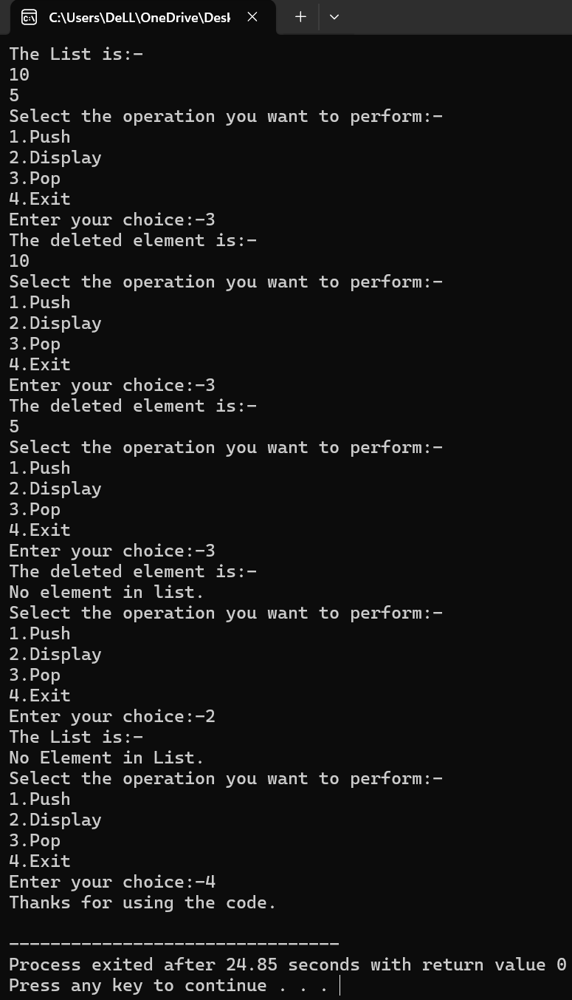 C:\Users\DeLL\OneDrive\Desl
The List is:-
10
5
Select the operation you want to perform:-
1.Push
2.Display
3.Pop
4.Exit
Enter your choice:-3
The deleted element is:-
10
Select the operation you want to perform:-
1.Push
2.Display
3.Pop
4.Exit
Enter your choice:-3
The deleted element is:-
5
Select the operation you want to perform:-
1.Push
2.Display
3.Pop
4.Exit
Enter your choice:-3
The deleted element is:-
No element in list.
Select the operation you want to perform:-
1.Push
2.Display
3.Pop
4.Exit
Enter your choice:-2
The List is:-
No Element in List.
Select the operation you want to perform:-
1.Push
2.Display
3.Pop
4.Exit
Enter your choice:-4
Thanks for using the code.
--------------------------------
Process exited after 24.85 seconds with return value 0
Press any key to continue . . .